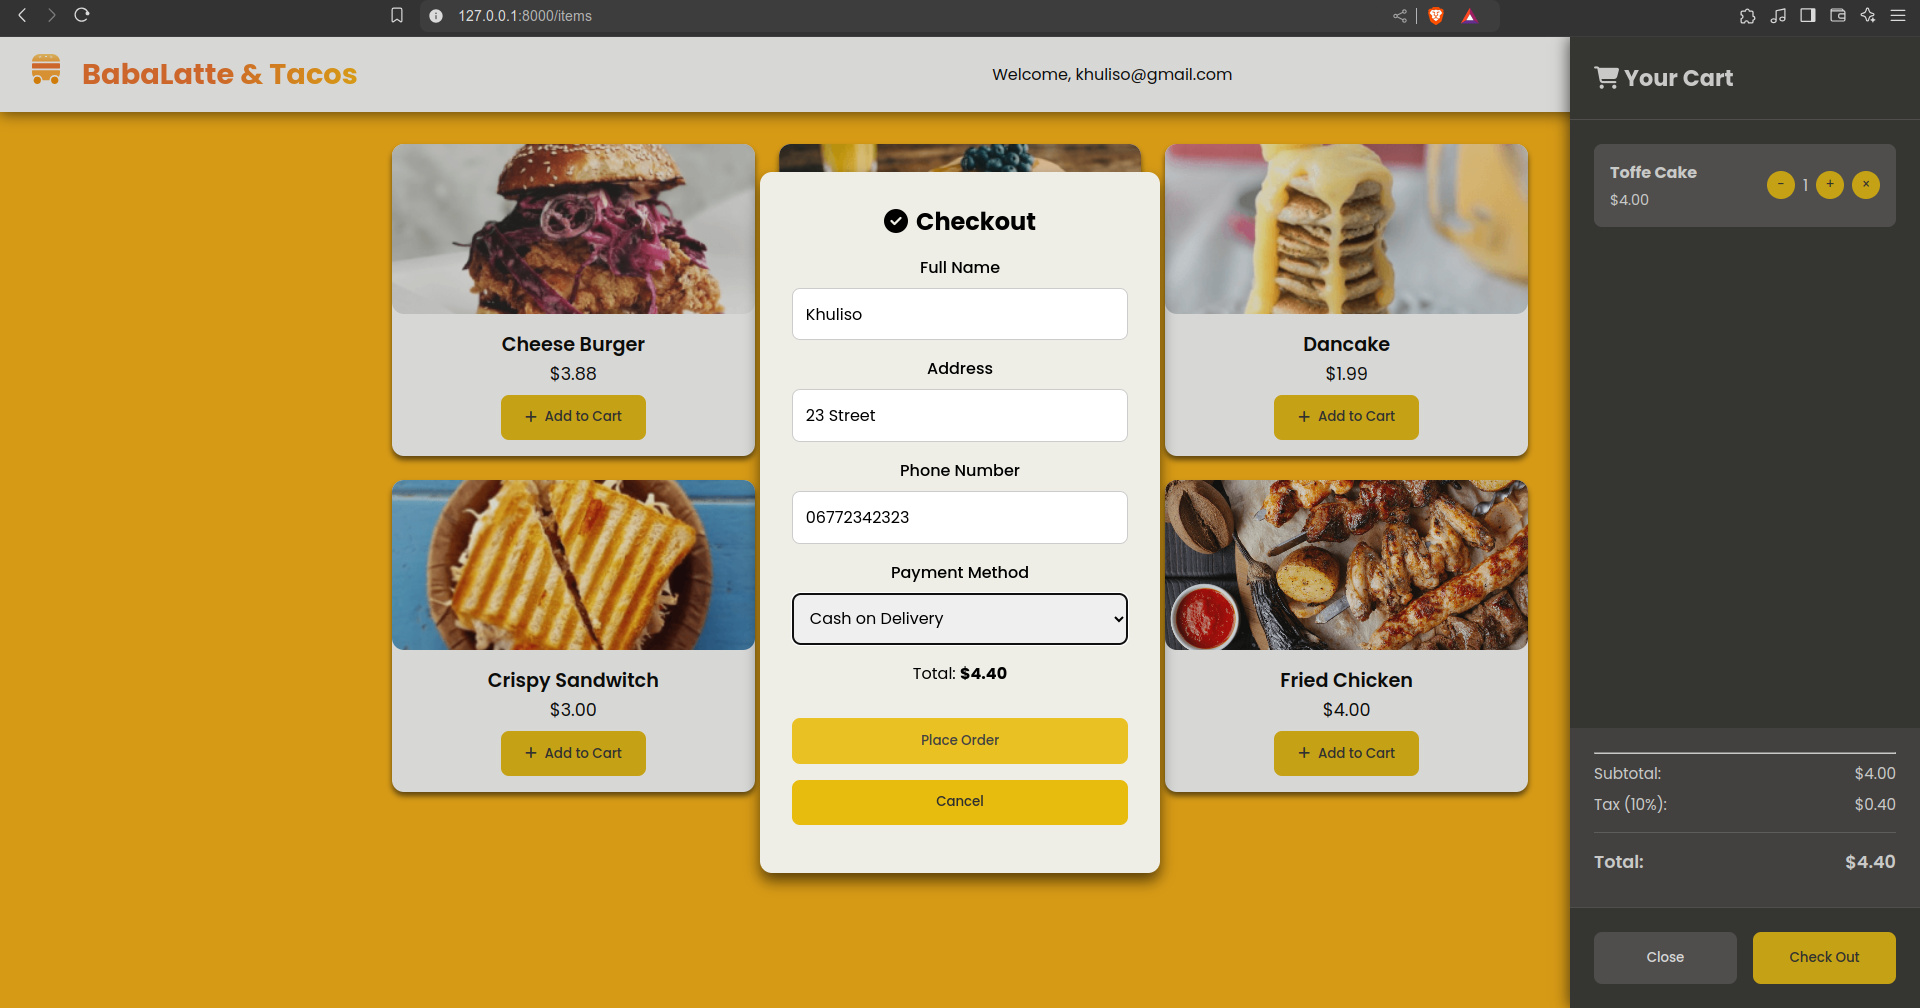 127.0.0.1:8000/items
BabaLatte & Tacos
Welcome, khuliso@gmail.com
Cheese Burger
$3.88
+ Add to Cart
Dancake
$1.99
+ Add to Cart
Crispy Sandwitch
$3.00
+ Add to Cart
Fried Chicken
$4.00
+ Add to Cart
Checkout
Full Name
Khuliso
Address
23 Street
Phone Number
06772342323
Payment Method
Cash on Delivery
Total: $4.40
Place Order
Cancel
Your Cart
Toffe Cake
$4.00
- 1 + ×
Subtotal: $4.00
Tax (10%): $0.40
Total: $4.40
Close
Check Out